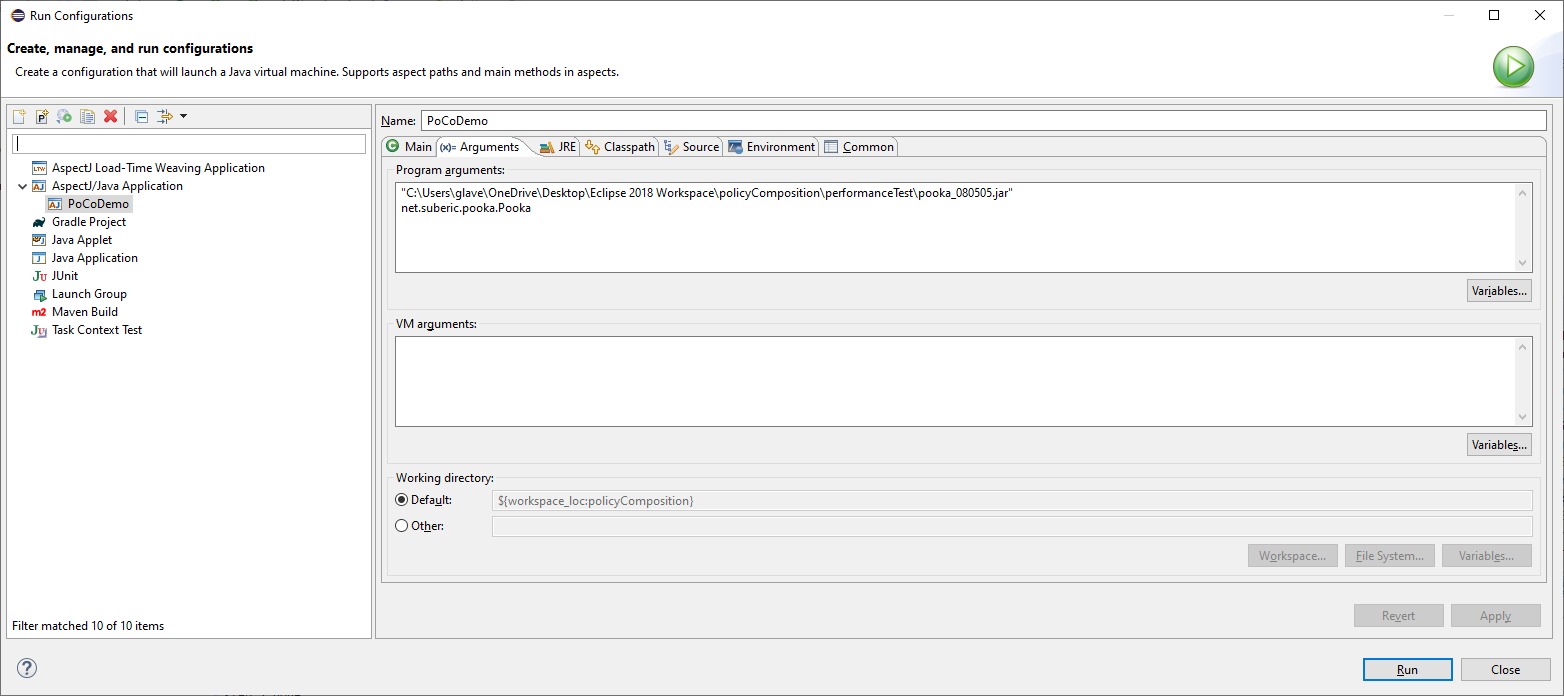 Run Configurations
Create, manage, and run configurations
Create a configuration that will launch a Java virtual machine. Supports aspect paths and main methods in aspects.
Name: PoCoDemo
Main (x)= Arguments JRE Classpath Source Environment Common
AspectJ Load-Time Weaving Application
AspectJ/Java Application
PoCoDemo
Gradle Project
Java Applet
Java Application
JUnit
Launch Group
Maven Build
Task Context Test
Filter matched 10 of 10 items
Program arguments:
"C:\Users\glave\OneDrive\Desktop\Eclipse 2018 Workspace\policyComposition\performanceTest\pooka_080505.jar"
net.suberic.pooka.Pooka
Variables...
VM arguments:
Variables...
Working directory:
Default: ${workspace_loc:policyComposition}
Other:
Workspace... File System... Variables...
Revert Apply
Run Close